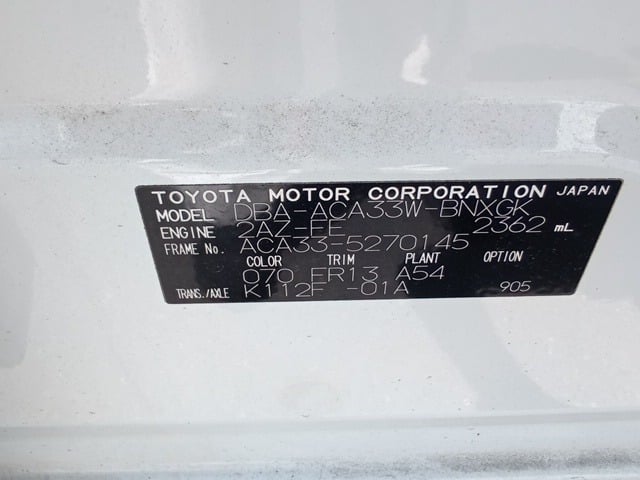 TOYOTA MOTOR CORPORATION JAPAN
MODEL DBA-ACA33W-BNXGK
ENGINE 2AZ-FE 2362 mL
FRAME No. ACA33-5270145
COLOR TRIM PLANT OPTION
070 FR13 A54
TRANS./AXLE K112F -01A 905